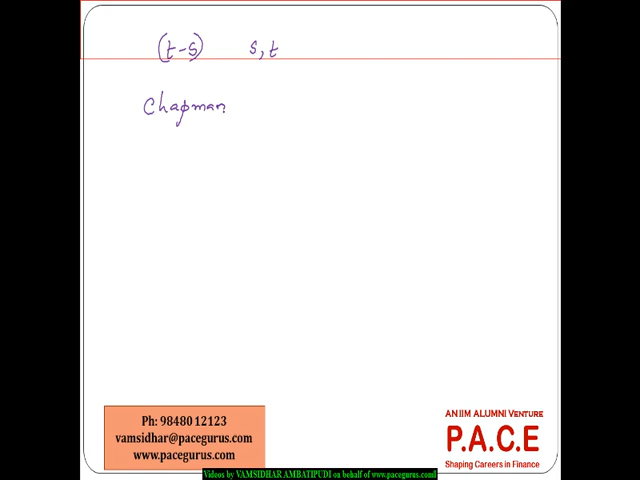 (t-s) s, t
Chapman
Ph: 98480 12123
vamsidhar@pacegurus.com
www.pacegurus.com
AN IIM ALUMNI VENTURE
P.A.C.E
Shaping Careers in Finance
Videos by VAMSIDHAR AMBATIPUDI on behalf of www.pacegurus.com